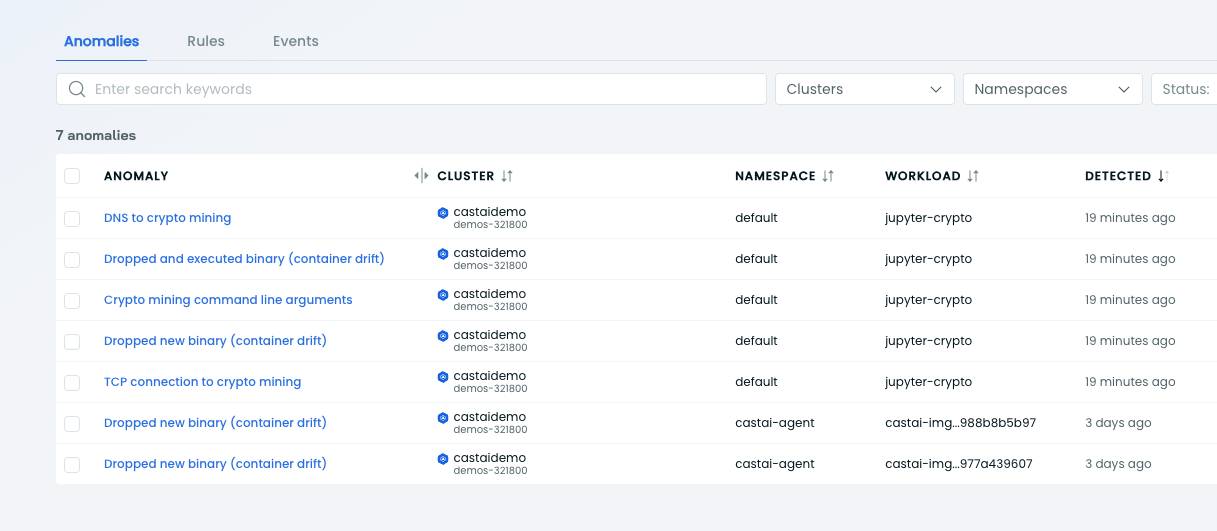 Anomalies Rules Events
Enter search keywords Clusters Namespaces Status:
7 anomalies
ANOMALY CLUSTER NAMESPACE WORKLOAD DETECTED
DNS to crypto mining castaidemo default jupyter-crypto 19 minutes ago
demos-321800
Dropped and executed binary (container drift) castaidemo default jupyter-crypto 19 minutes ago
demos-321800
Crypto mining command line arguments castaidemo default jupyter-crypto 19 minutes ago
demos-321800
Dropped new binary (container drift) castaidemo default jupyter-crypto 19 minutes ago
demos-321800
TCP connection to crypto mining castaidemo default jupyter-crypto 19 minutes ago
demos-321800
Dropped new binary (container drift) castaidemo castai-agent castai-img...988b8b5b97 3 days ago
demos-321800
Dropped new binary (container drift) castaidemo castai-agent castai-img...977a439607 3 days ago
demos-321800